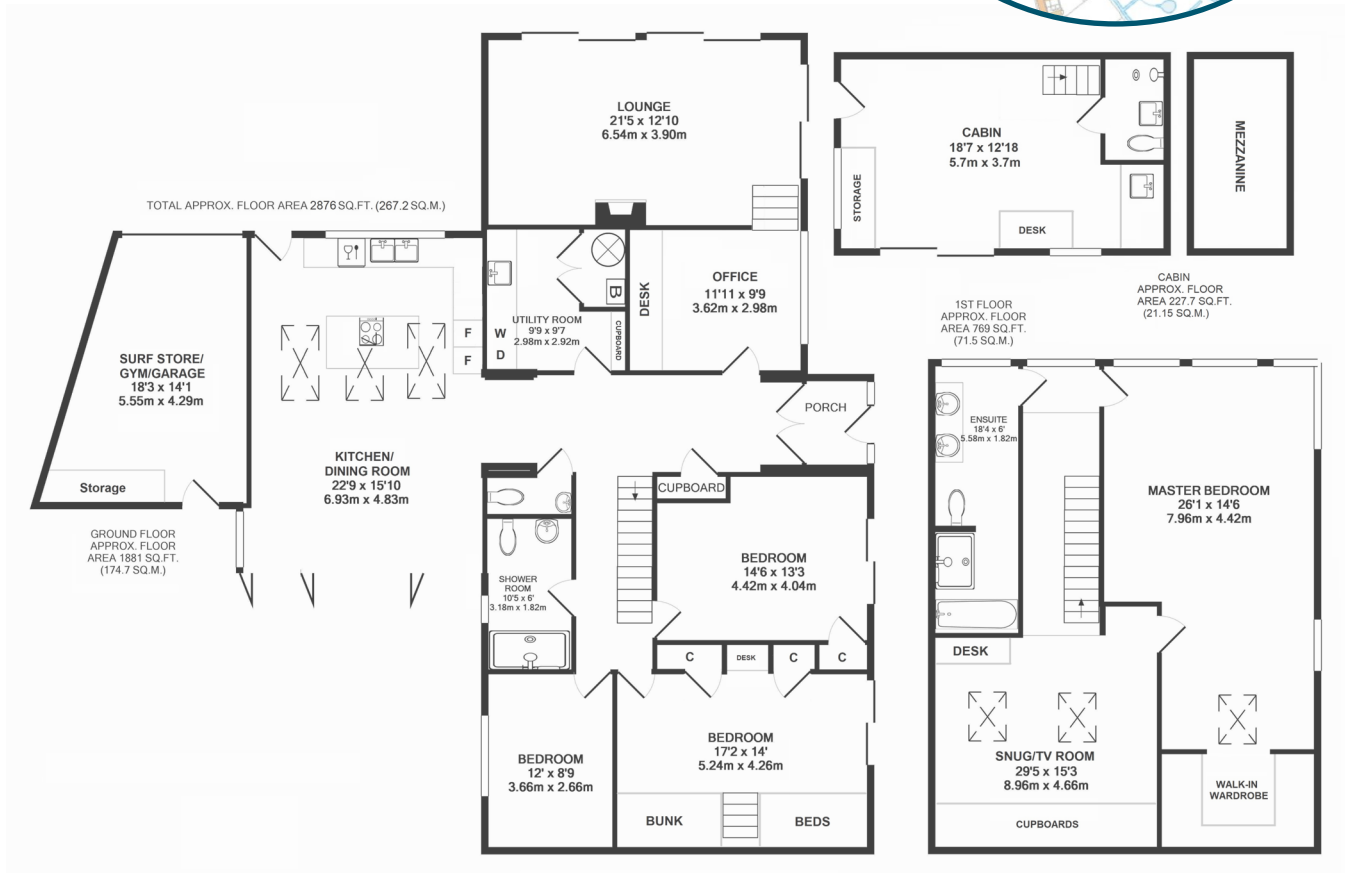 LOUNGE
21'5 x 12'10
6.54m x 3.90m
CABIN
18'7 x 12'18
5.7m x 3.7m
STORAGE
DESK
MEZZANINE
TOTAL APPROX. FLOOR AREA 2876 SQ.FT. (267.2 SQ.M.)
CABIN
APPROX. FLOOR
AREA 227.7 SQ.FT.
(21.15 SQ.M.)
1ST FLOOR
APPROX. FLOOR
AREA 769 SQ.FT.
(71.5 SQ.M.)
SURF STORE/
GYM/GARAGE
18'3 x 14'1
5.55m x 4.29m
Storage
GROUND FLOOR
APPROX. FLOOR
AREA 1881 SQ.FT.
(174.7 SQ.M.)
KITCHEN/
DINING ROOM
22'9 x 15'10
6.93m x 4.83m
F
F
W
D
UTILITY ROOM
9'9 x 9'7
2.98m x 2.92m
B
CUPBOARD
DESK
OFFICE
11'11 x 9'9
3.62m x 2.98m
PORCH
CUPBOARD
BEDROOM
14'6 x 13'3
4.42m x 4.04m
SHOWER
ROOM
10'5 x 6'
3.18m x 1.82m
C
DESK
C
C
BEDROOM
12' x 8'9
3.66m x 2.66m
BEDROOM
17'2 x 14'
5.24m x 4.26m
BUNK
BEDS
ENSUITE
18'4 x 6'
5.58m x 1.82m
MASTER BEDROOM
26'1 x 14'6
7.96m x 4.42m
DESK
SNUG/TV ROOM
29'5 x 15'3
8.96m x 4.66m
CUPBOARDS
WALK-IN
WARDROBE